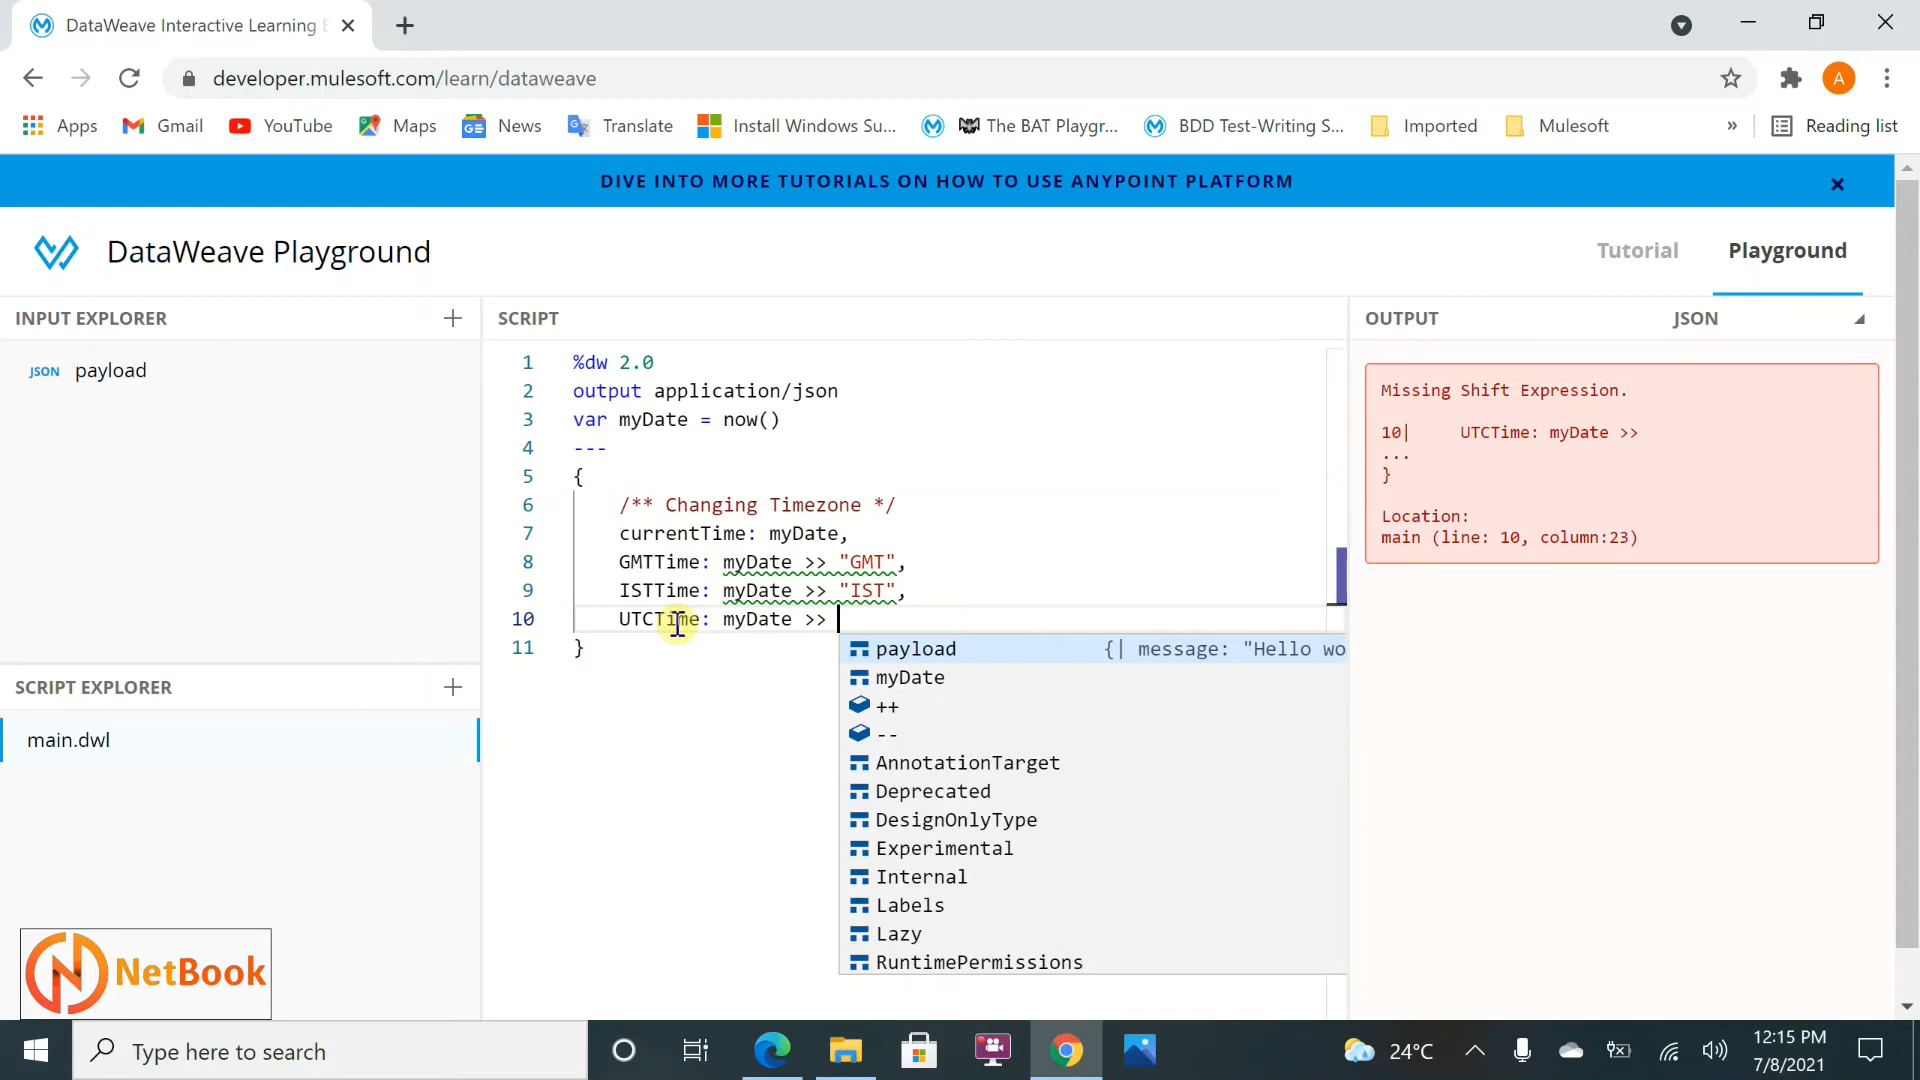 DataWeave Interactive Learning E
developer.mulesoft.com/learn/dataweave
Apps Gmail YouTube Maps News Translate Install Windows Su... The BAT Playgr... BDD Test-Writing S... Imported Mulesoft » Reading list
DIVE INTO MORE TUTORIALS ON HOW TO USE ANYPOINT PLATFORM
DataWeave Playground
Tutorial Playground
INPUT EXPLORER
JSON payload
SCRIPT EXPLORER
main.dwl
NetBook
SCRIPT
1 %dw 2.0
2 output application/json
3 var myDate = now()
4 ---
5 {
6 /** Changing Timezone */
7 currentTime: myDate,
8 GMTTime: myDate >> "GMT",
9 ISTTime: myDate >> "IST",
10 UTCTime: myDate >>
11 }
payload {| message: "Hello wo
myDate
++
--
AnnotationTarget
Deprecated
DesignOnlyType
Experimental
Internal
Labels
Lazy
RuntimePermissions
OUTPUT JSON
Missing Shift Expression.
10| UTCTime: myDate >>
...
}
Location:
main (line: 10, column:23)
Type here to search
24°C
12:15 PM
7/8/2021
A